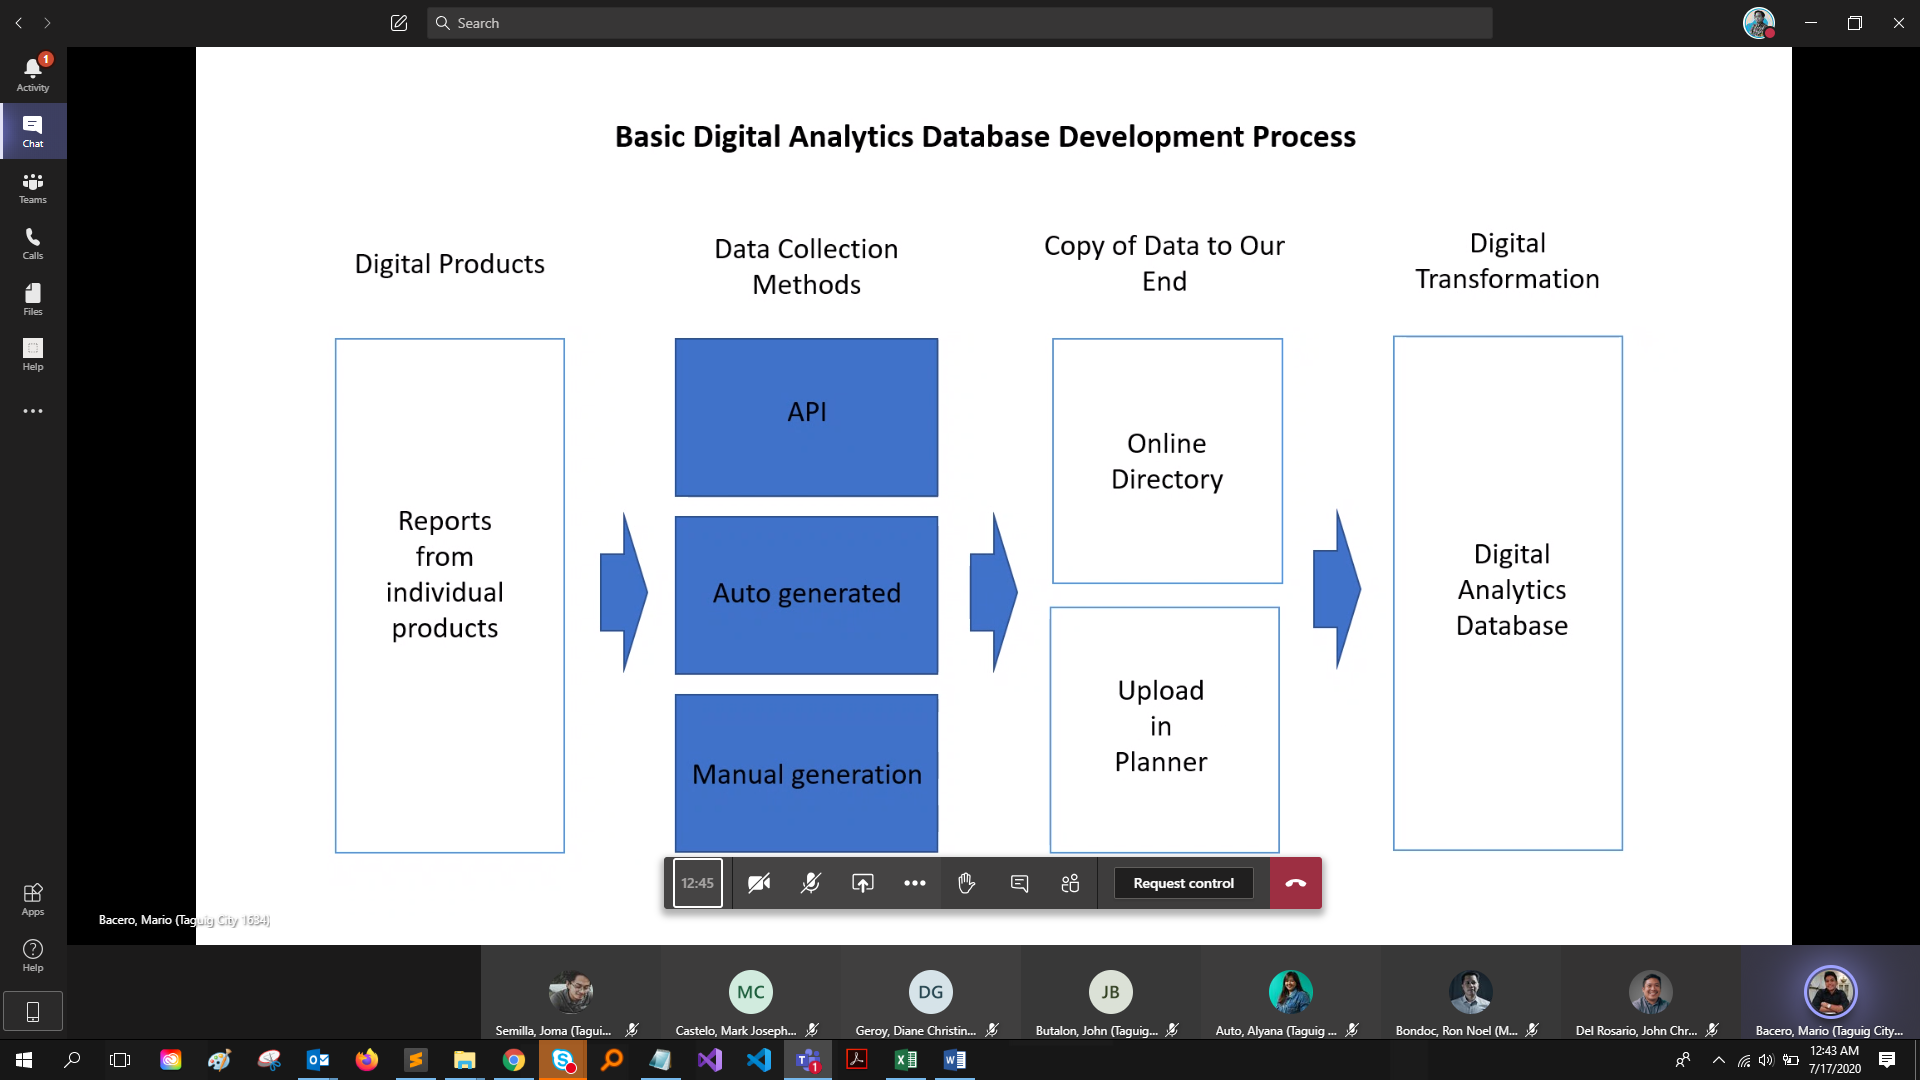 Search
1
Activity
Chat
Teams
Calls
Files
Help
Apps
Help
Basic Digital Analytics Database Development Process
Digital Products
Data Collection
Methods
Copy of Data to Our
End
Digital
Transformation
Reports
from
individual
products
API
Auto generated
Manual generation
Online
Directory
Upload
in
Planner
Digital
Analytics
Database
12:45
Request control
Bacero, Mario (Taguig City 1634)
MC
DG
JB
Semilla, Joma (Tagui...
Castelo, Mark Joseph...
Geroy, Diane Christin...
Butalon, John (Taguig...
Auto, Alyana (Taguig ...
Bondoc, Ron Noel (M...
Del Rosario, John Chr...
Bacero, Mario (Taguig City...
12:43 AM
7/17/2020